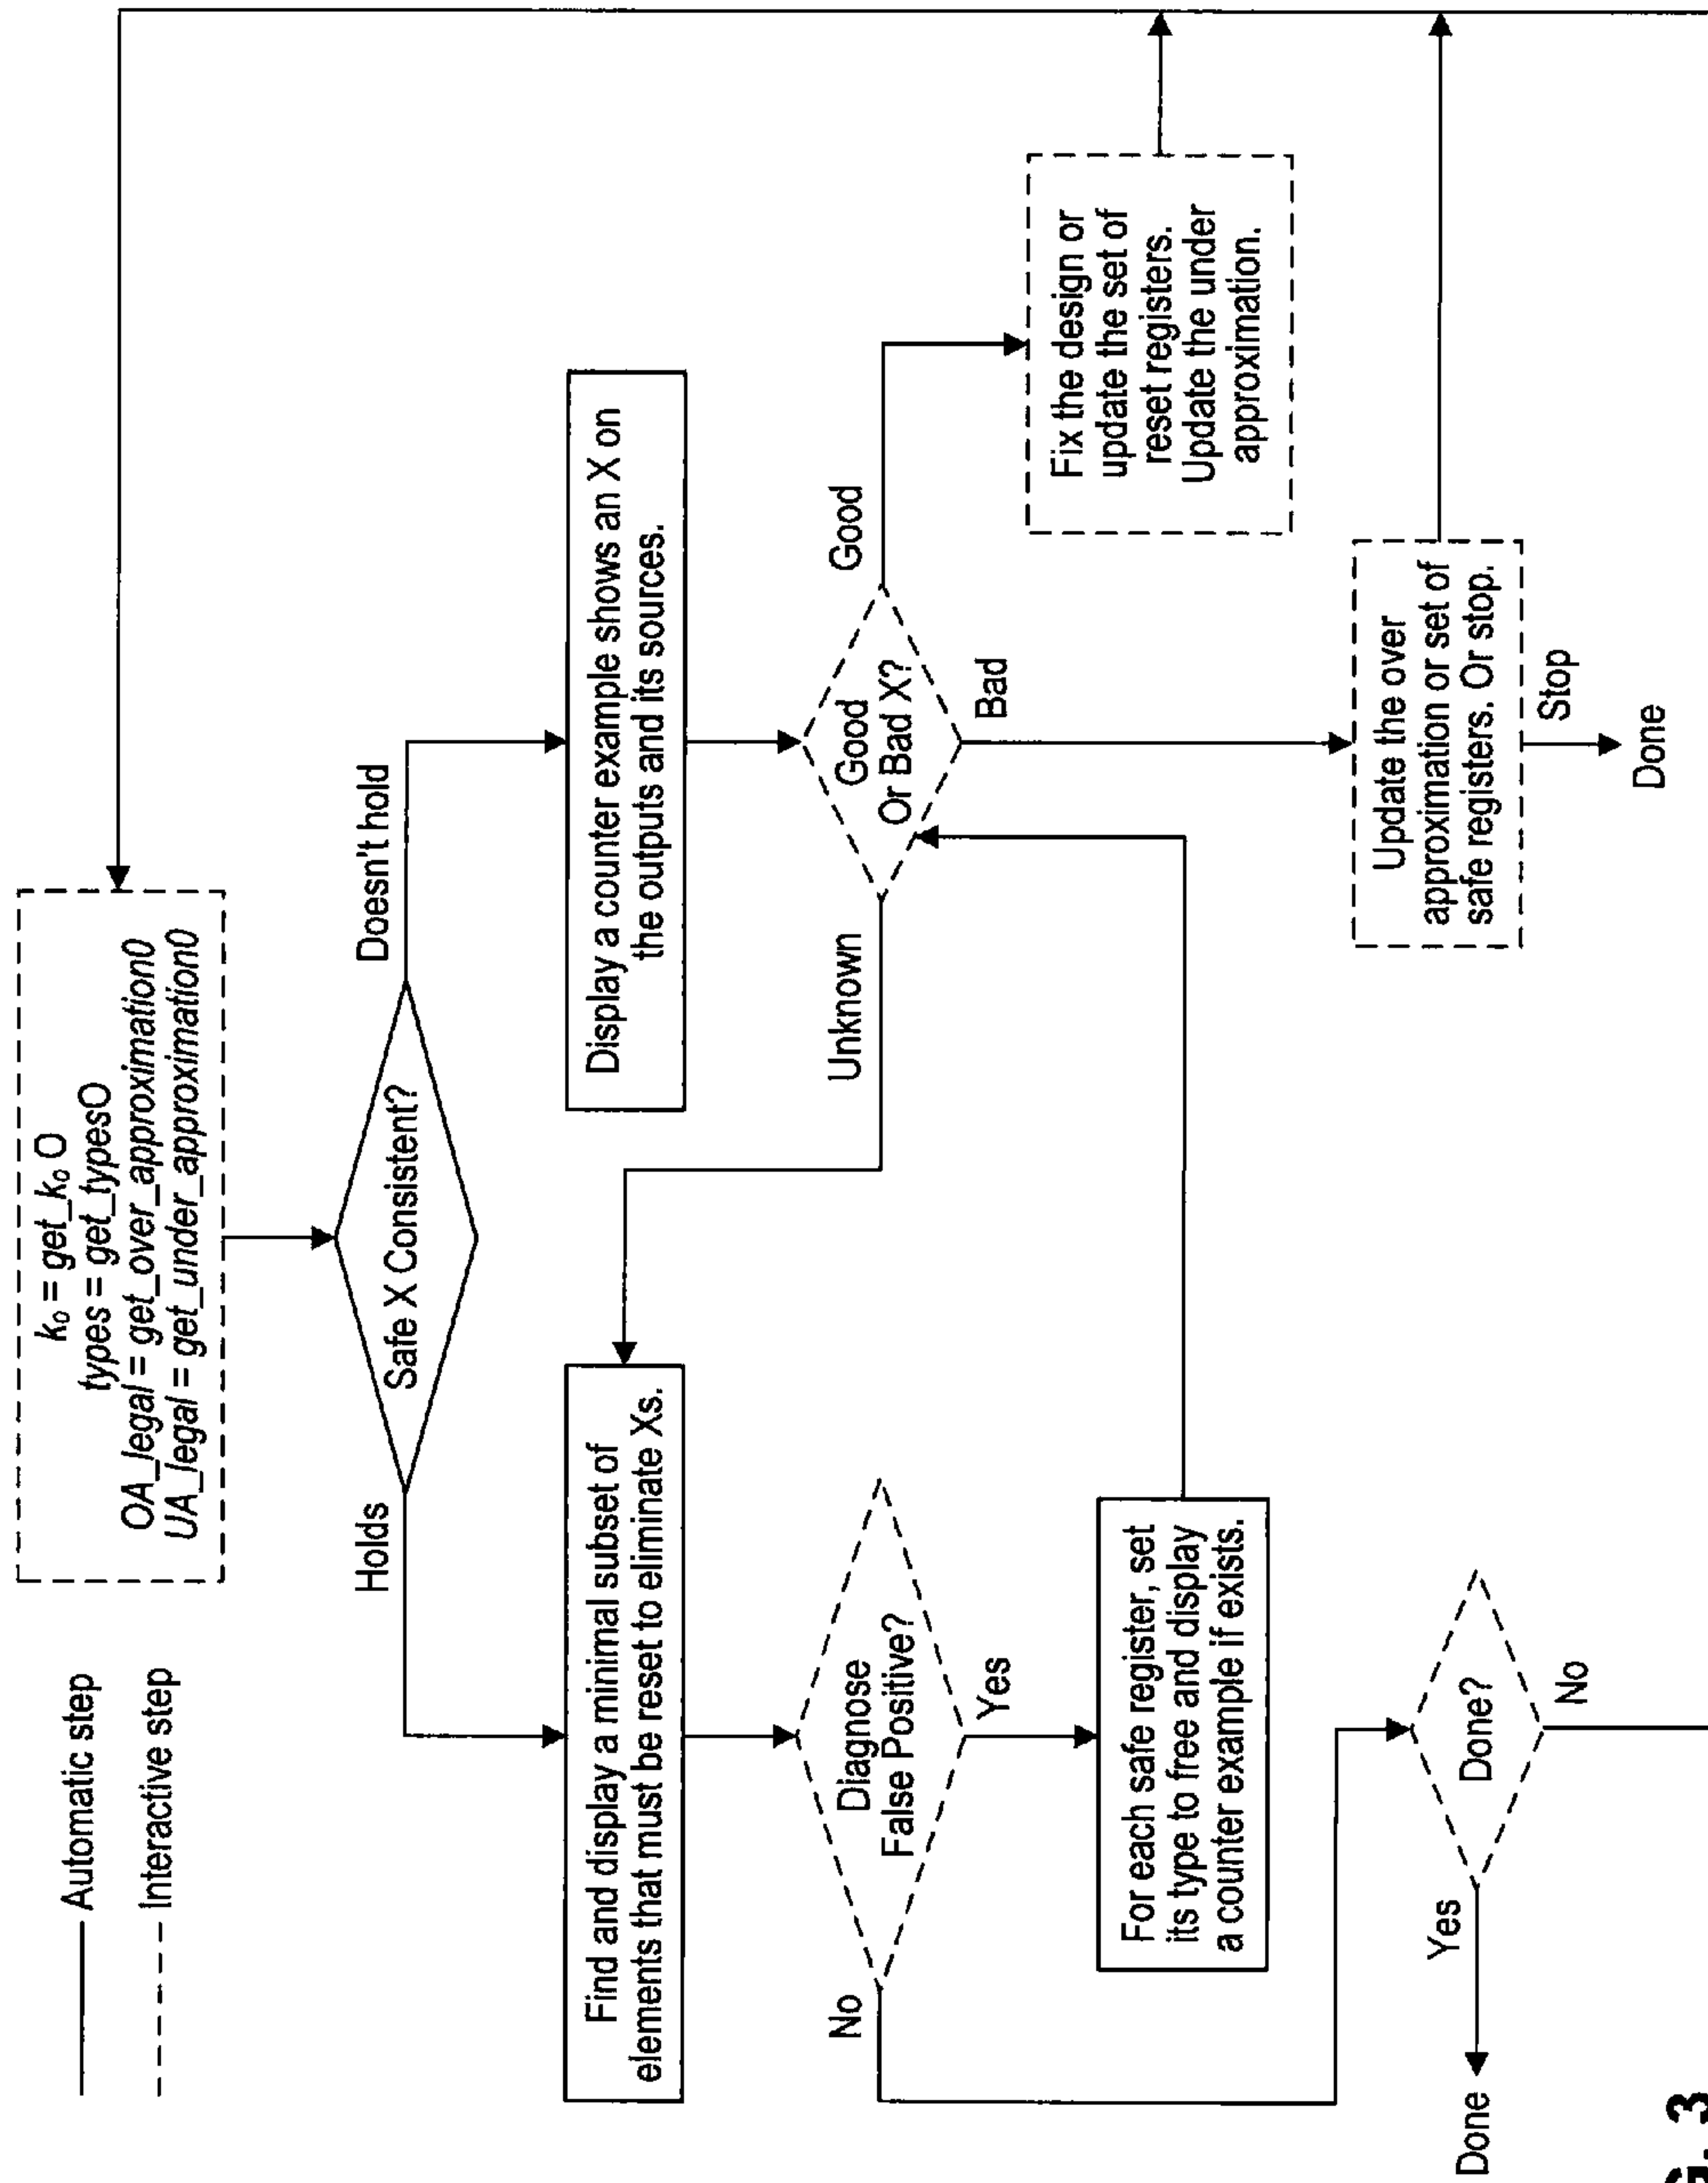 Automatic step
Interactive step
k₀ = get_k₀ O
types = get_typesO
OA_legal = get_over_approximation0
UA_legal = get_under_approximation0
Safe X Consistent?
Holds
Doesn't hold
Find and display a minimal subset of
elements that must be reset to eliminate Xs.
Display a counter example shows an X on
the outputs and its sources.
Diagnose
False Positive?
No
Yes
Unknown
Good
Or Bad X?
Good
Bad
For each safe register, set
its type to free and display
a counter example if exists.
Fix the design or
update the set of
reset registers.
Update the under
approximation.
Update the over
approximation or set of
safe registers. Or stop.
Stop
Done
Done?
Yes
No
Done
3